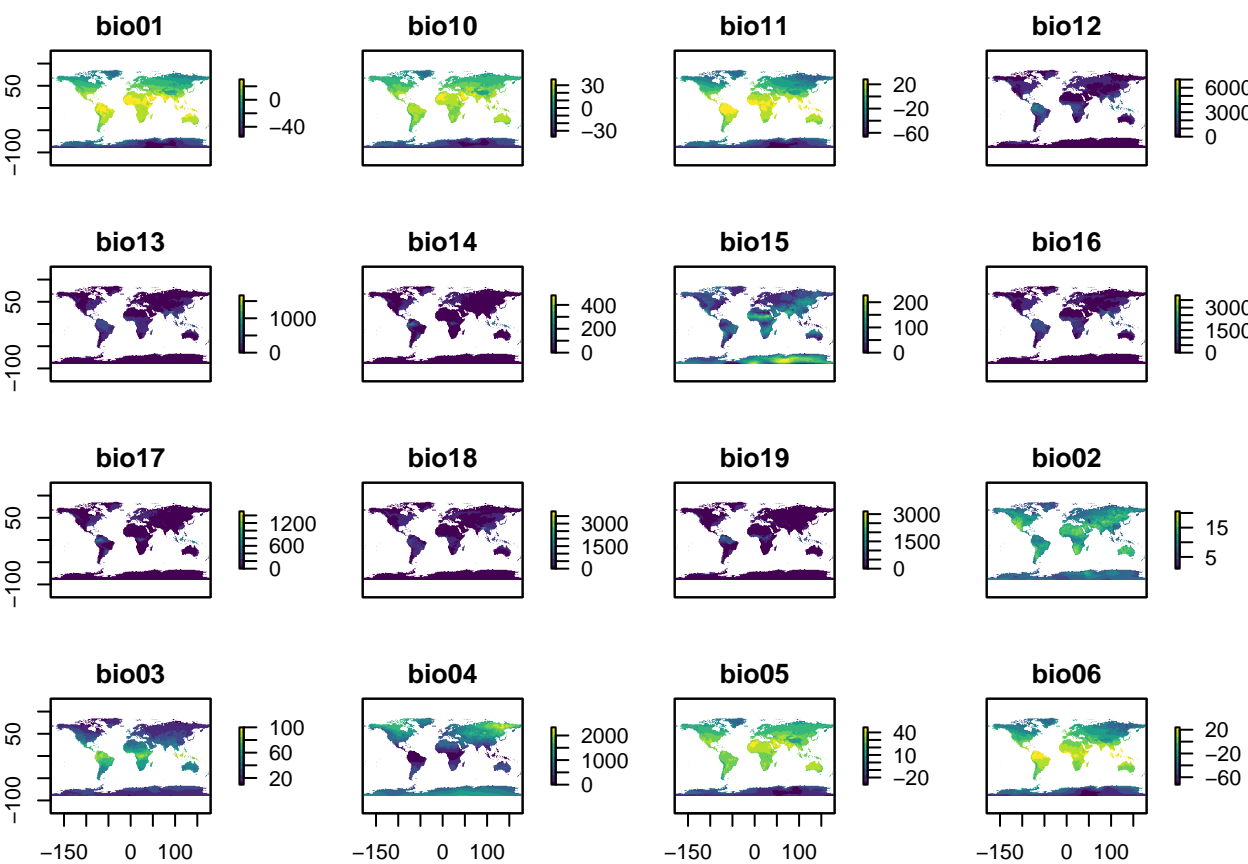 bio01 bio10 bio11 bio12
50 −100 0 −40 30 0 −30 20 −20 −60 6000 3000 0
bio13 bio14 bio15 bio16
50 −100 1000 0 400 200 0 200 100 0 3000 1500 0
bio17 bio18 bio19 bio02
50 −100 1200 600 0 3000 1500 0 3000 1500 0 15 5
bio03 bio04 bio05 bio06
50 −100 100 60 20 2000 1000 0 40 10 −20 20 −20 −60
−150 0 100 −150 0 100 −150 0 100 −150 0 100